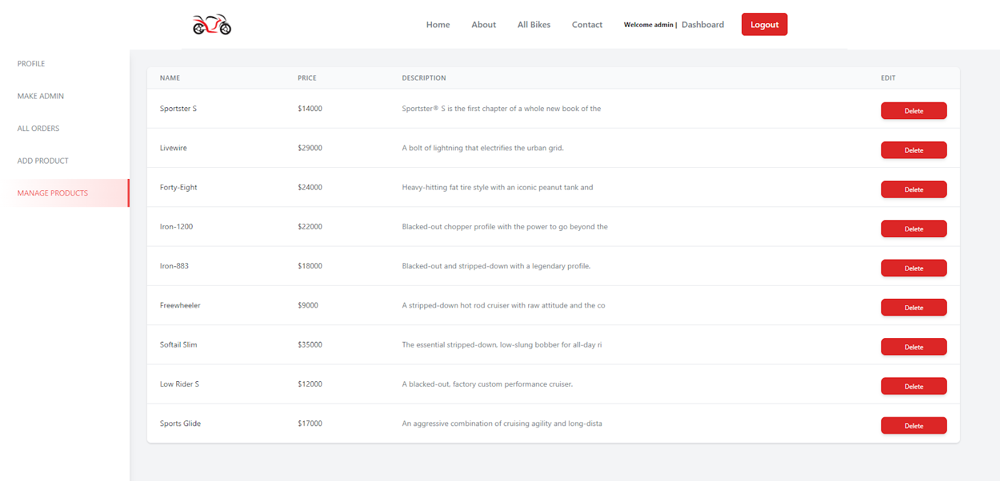 Home About All Bikes Contact Welcome admin | Dashboard Logout
PROFILE
MAKE ADMIN
ALL ORDERS
ADD PRODUCT
MANAGE PRODUCTS
NAME PRICE DESCRIPTION EDIT
Sportster S $14000 Sportster® S is the first chapter of a whole new book of the Delete
Livewire $29000 A bolt of lightning that electrifies the urban grid. Delete
Forty-Eight $24000 Heavy-hitting fat tire style with an iconic peanut tank and Delete
Iron-1200 $22000 Blacked-out chopper profile with the power to go beyond the Delete
Iron-883 $18000 Blacked-out and stripped-down with a legendary profile. Delete
Freewheeler $9000 A stripped-down hot rod cruiser with raw attitude and the co Delete
Softail Slim $35000 The essential stripped-down, low-slung bobber for all-day ri Delete
Low Rider S $12000 A blacked-out, factory custom performance cruiser. Delete
Sports Glide $17000 An aggressive combination of cruising agility and long-dista Delete